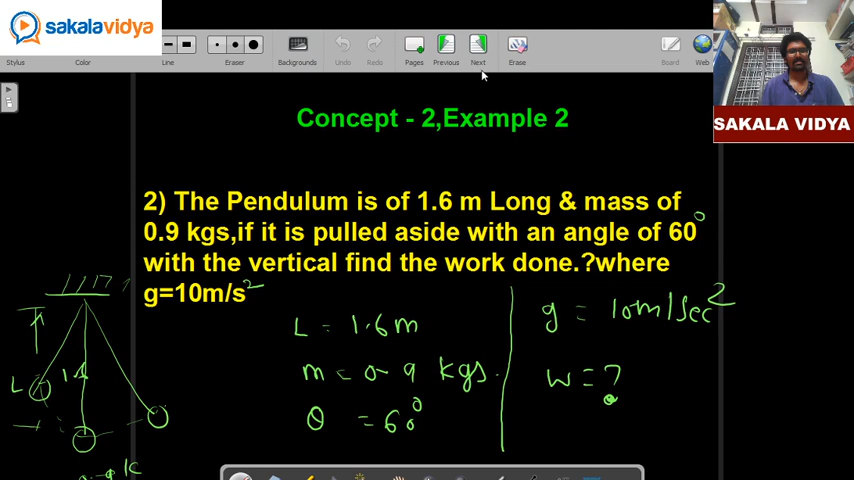 sakalavidya
Stylus
Color
Line
Eraser
Backgrounds
Undo
Redo
Pages
Previous
Next
Erase
Board
Web
SAKALA VIDYA
Concept - 2,Example 2
2) The Pendulum is of 1.6 m Long & mass of
0.9 kgs,if it is pulled aside with an angle of 60°
with the vertical find the work done.?where
g=10m/s²
L = 1.6m
m = 0.9 kgs.
θ = 60°
g = 10m/sec²
W = ?
L